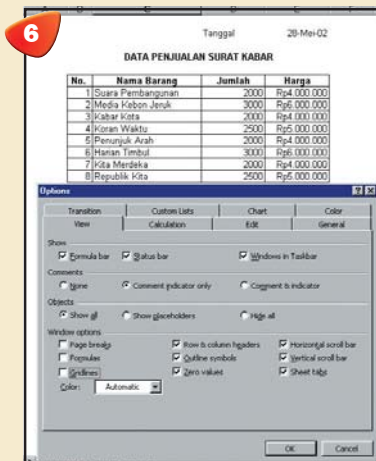 6
Tanggal 28-Mei-02
DATA PENJUALAN SURAT KABAR
No. Nama Barang Jumlah Harga
1 Suara Pembangunan 2000 Rp4.000.000
2 Media Kebon Jeruk 3000 Rp6.000.000
3 Kabar Kota 2000 Rp4.000.000
4 Koran Waktu 2500 Rp5.000.000
5 Penunjuk Arah 2000 Rp4.000.000
6 Harian Timbul 3000 Rp6.000.000
7 Kita Merdeka 2000 Rp4.000.000
8 Republik Kita 2500 Rp5.000.000
Options
Transition Custom Lists Chart Color
View Calculation Edit General
Show
Formula bar Status bar Windows in Taskbar
Comments
None Comment indicator only Comment & indicator
Objects
Show all Show placeholders Hide all
Window options
Page breaks Row & column headers Horizontal scroll bar
Formulas Outline symbols Vertical scroll bar
Gridlines Zero values Sheet tabs
Color: Automatic
OK Cancel